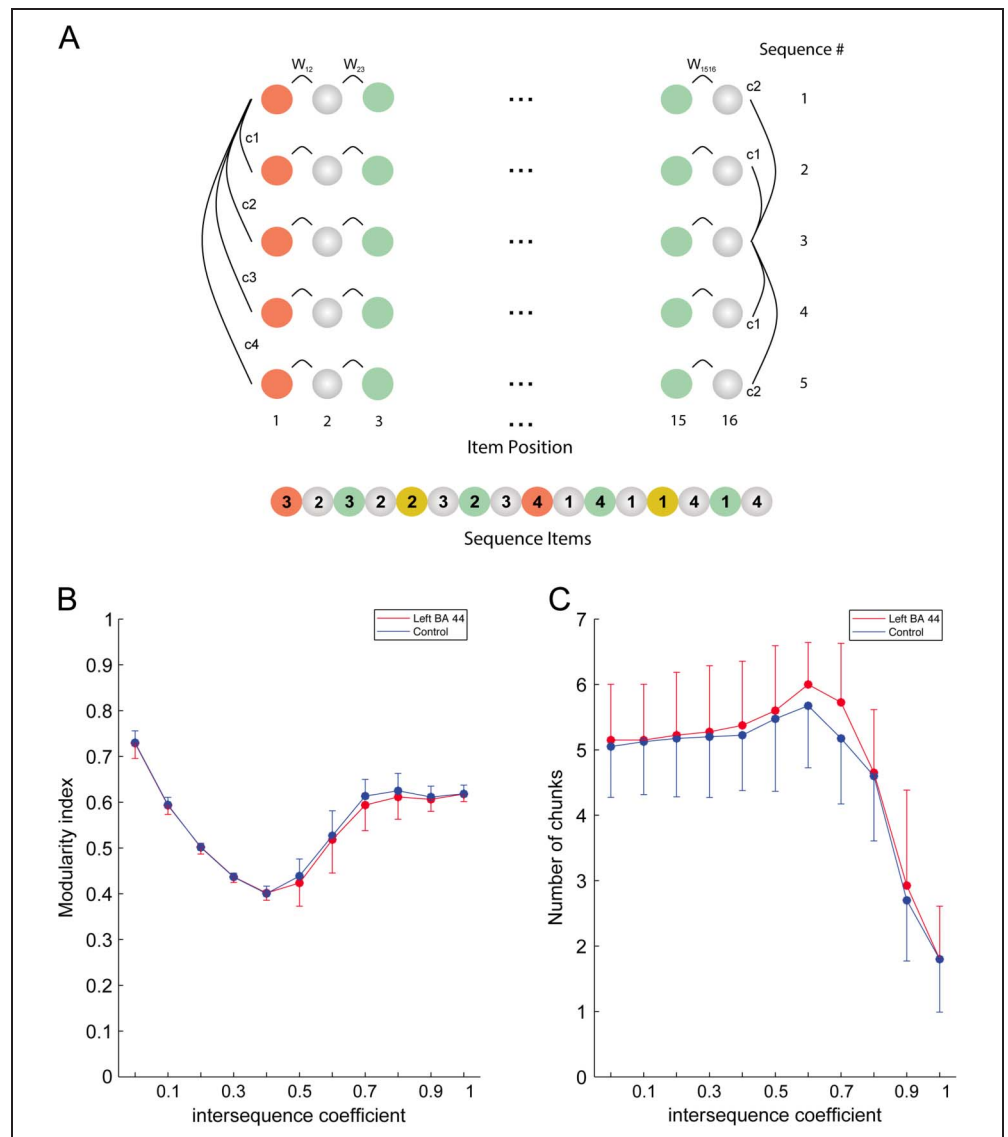 A
Sequence #
W12 W23 W1516
c2 1
c1
c1 2
c2
3
c3
c1 4
c4
c2 5
1 2 3 ... 15 16
Item Position
3 2 3 2 2 3 2 3 4 1 4 1 1 4 1 4
Sequence Items
B
Left BA 44
Control
Modularity index
1
0.9
0.8
0.7
0.6
0.5
0.4
0.3
0.2
0.1
0
0.1 0.3 0.5 0.7 0.9 1
intersequence coefficient
C
Left BA 44
Control
Number of chunks
7
6
5
4
3
2
1
0
0.1 0.3 0.5 0.7 0.9 1
intersequence coefficient